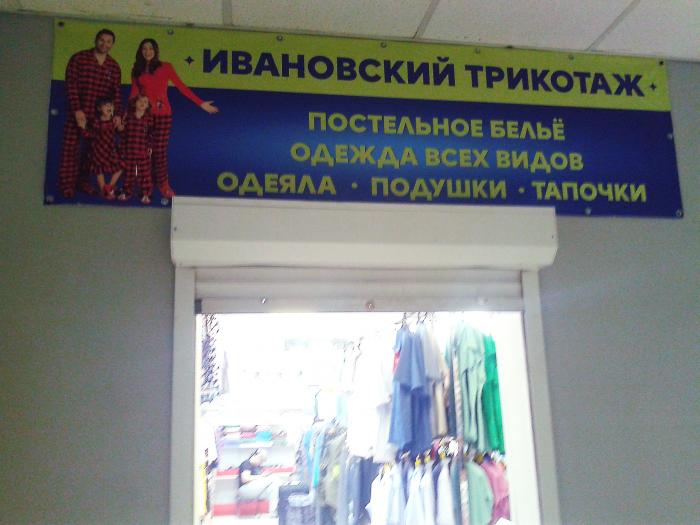 ИВАНОВСКИЙ ТРИКОТАЖ
ПОСТЕЛЬНОЕ БЕЛЬЁ
ОДЕЖДА ВСЕХ ВИДОВ
ОДЕЯЛА • ПОДУШКИ • ТАПОЧКИ